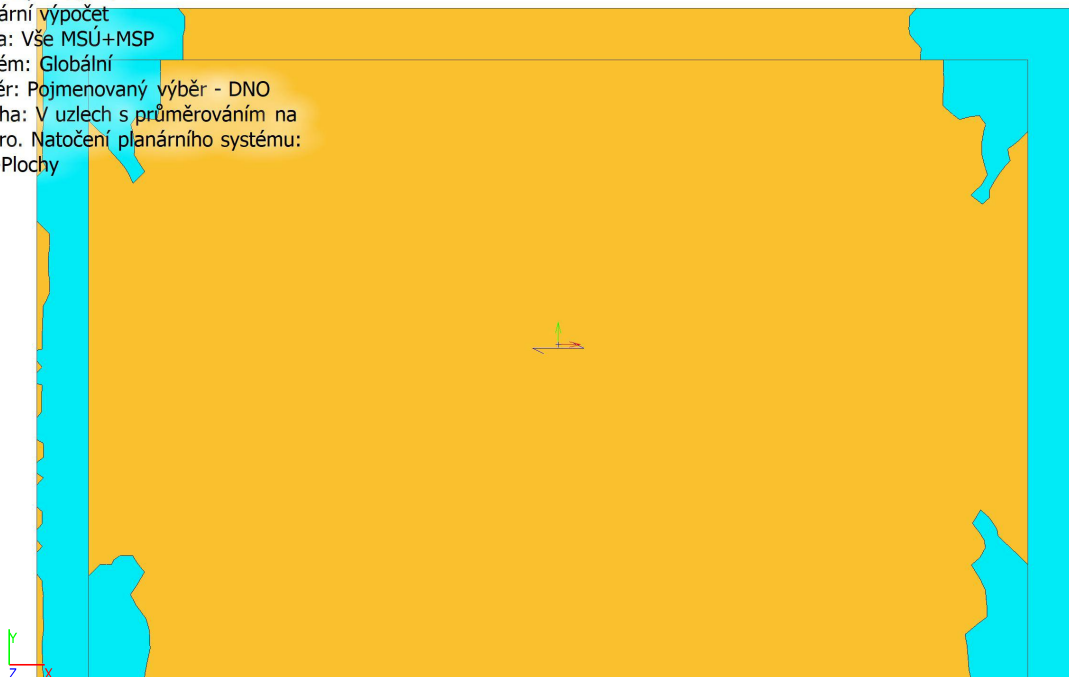 ární výpočet
a: Vše MSÚ+MSP
ém: Globální
ěr: Pojmenovaný výběr - DNO
ha: V uzlech s průměrováním na
ro. Natočení planárního systému:
Plochy
Y
Z X